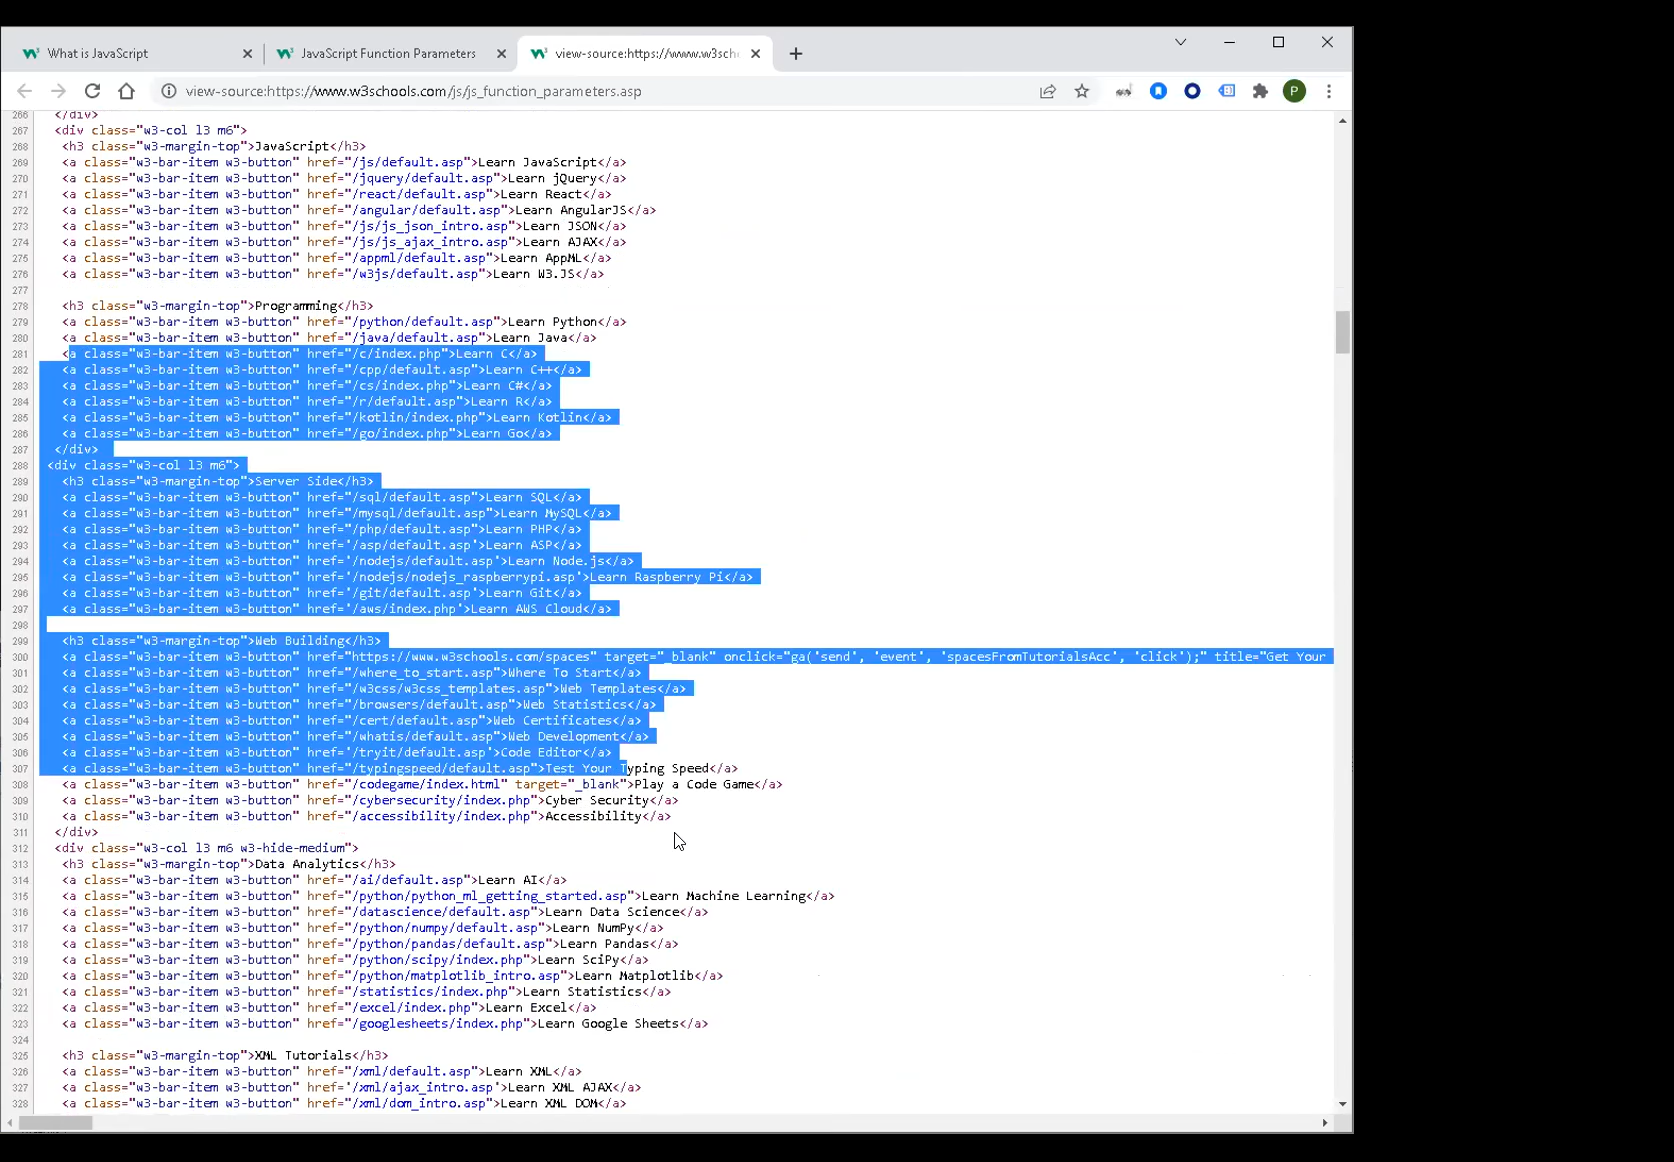 What is JavaScript
JavaScript Function Parameters
view-source:https://www.w3sch
view-source:https://www.w3schools.com/js/js_function_parameters.asp
P
266 </div>
267 <div class="w3-col l3 m6">
268 <h3 class="w3-margin-top">JavaScript</h3>
269 <a class="w3-bar-item w3-button" href="/js/default.asp">Learn JavaScript</a>
270 <a class="w3-bar-item w3-button" href="/jquery/default.asp">Learn jQuery</a>
271 <a class="w3-bar-item w3-button" href="/react/default.asp">Learn React</a>
272 <a class="w3-bar-item w3-button" href="/angular/default.asp">Learn AngularJS</a>
273 <a class="w3-bar-item w3-button" href="/js/js_json_intro.asp">Learn JSON</a>
274 <a class="w3-bar-item w3-button" href="/js/js_ajax_intro.asp">Learn AJAX</a>
275 <a class="w3-bar-item w3-button" href="/appml/default.asp">Learn AppML</a>
276 <a class="w3-bar-item w3-button" href="/w3js/default.asp">Learn W3.JS</a>
277
278 <h3 class="w3-margin-top">Programming</h3>
279 <a class="w3-bar-item w3-button" href="/python/default.asp">Learn Python</a>
280 <a class="w3-bar-item w3-button" href="/java/default.asp">Learn Java</a>
281 <a class="w3-bar-item w3-button" href="/c/index.php">Learn C</a>
282 <a class="w3-bar-item w3-button" href="/cpp/default.asp">Learn C++</a>
283 <a class="w3-bar-item w3-button" href="/cs/index.php">Learn C#</a>
284 <a class="w3-bar-item w3-button" href="/r/default.asp">Learn R</a>
285 <a class="w3-bar-item w3-button" href="/kotlin/index.php">Learn Kotlin</a>
286 <a class="w3-bar-item w3-button" href="/go/index.php">Learn Go</a>
287 </div>
288 <div class="w3-col l3 m6">
289 <h3 class="w3-margin-top">Server Side</h3>
290 <a class="w3-bar-item w3-button" href="/sql/default.asp">Learn SQL</a>
291 <a class="w3-bar-item w3-button" href="/mysql/default.asp">Learn MySQL</a>
292 <a class="w3-bar-item w3-button" href="/php/default.asp">Learn PHP</a>
293 <a class="w3-bar-item w3-button" href='/asp/default.asp'>Learn ASP</a>
294 <a class="w3-bar-item w3-button" href='/nodejs/default.asp'>Learn Node.js</a>
295 <a class="w3-bar-item w3-button" href='/nodejs/nodejs_raspberrypi.asp'>Learn Raspberry Pi</a>
296 <a class="w3-bar-item w3-button" href='/git/default.asp'>Learn Git</a>
297 <a class="w3-bar-item w3-button" href='/aws/index.php'>Learn AWS Cloud</a>
298
299 <h3 class="w3-margin-top">Web Building</h3>
300 <a class="w3-bar-item w3-button" href="https://www.w3schools.com/spaces" target="_blank" onclick="ga('send', 'event', 'spacesFromTutorialsAcc', 'click');" title="Get Your
301 <a class="w3-bar-item w3-button" href="/where_to_start.asp">Where To Start</a>
302 <a class="w3-bar-item w3-button" href="/w3css/w3css_templates.asp">Web Templates</a>
303 <a class="w3-bar-item w3-button" href="/browsers/default.asp">Web Statistics</a>
304 <a class="w3-bar-item w3-button" href="/cert/default.asp">Web Certificates</a>
305 <a class="w3-bar-item w3-button" href="/whatis/default.asp">Web Development</a>
306 <a class="w3-bar-item w3-button" href='/tryit/default.asp'>Code Editor</a>
307 <a class="w3-bar-item w3-button" href="/typingspeed/default.asp">Test Your Typing Speed</a>
308 <a class="w3-bar-item w3-button" href="/codegame/index.html" target="_blank">Play a Code Game</a>
309 <a class="w3-bar-item w3-button" href="/cybersecurity/index.php">Cyber Security</a>
310 <a class="w3-bar-item w3-button" href="/accessibility/index.php">Accessibility</a>
311 </div>
312 <div class="w3-col l3 m6 w3-hide-medium">
313 <h3 class="w3-margin-top">Data Analytics</h3>
314 <a class="w3-bar-item w3-button" href="/ai/default.asp">Learn AI</a>
315 <a class="w3-bar-item w3-button" href="/python/python_ml_getting_started.asp">Learn Machine Learning</a>
316 <a class="w3-bar-item w3-button" href="/datascience/default.asp">Learn Data Science</a>
317 <a class="w3-bar-item w3-button" href="/python/numpy/default.asp">Learn NumPy</a>
318 <a class="w3-bar-item w3-button" href="/python/pandas/default.asp">Learn Pandas</a>
319 <a class="w3-bar-item w3-button" href="/python/scipy/index.php">Learn SciPy</a>
320 <a class="w3-bar-item w3-button" href="/python/matplotlib_intro.asp">Learn Matplotlib</a>
321 <a class="w3-bar-item w3-button" href="/statistics/index.php">Learn Statistics</a>
322 <a class="w3-bar-item w3-button" href="/excel/index.php">Learn Excel</a>
323 <a class="w3-bar-item w3-button" href="/googlesheets/index.php">Learn Google Sheets</a>
324
325 <h3 class="w3-margin-top">XML Tutorials</h3>
326 <a class="w3-bar-item w3-button" href="/xml/default.asp">Learn XML</a>
327 <a class="w3-bar-item w3-button" href='/xml/ajax_intro.asp'>Learn XML AJAX</a>
328 <a class="w3-bar-item w3-button" href="/xml/dom_intro.asp">Learn XML DOM</a>